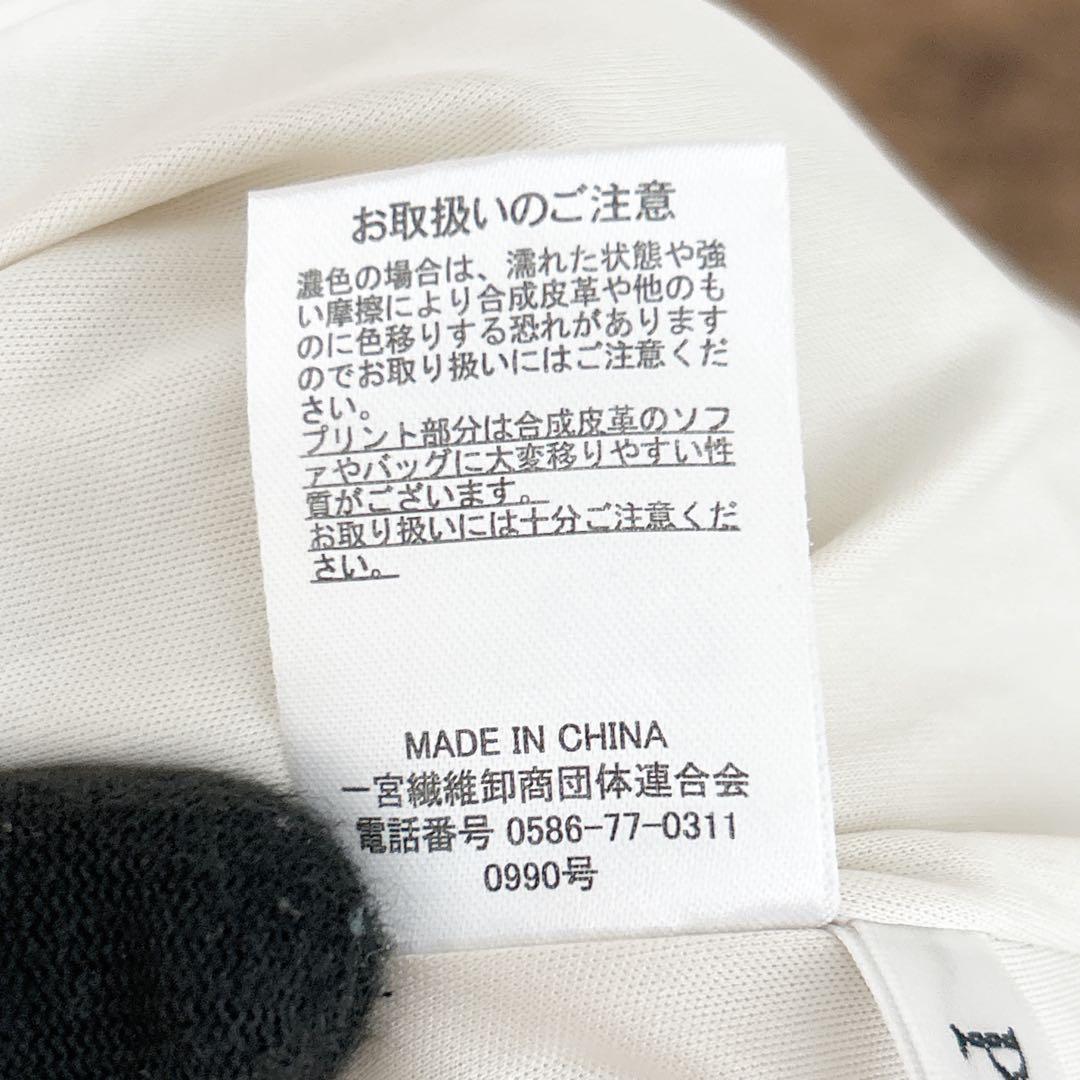 お取扱いのご注意
濃色の場合は、濡れた状態や強
い摩擦により合成皮革や他のも
のに色移りする恐れがあります
のでお取り扱いにはご注意くだ
さい。
プリント部分は合成皮革のソフ
ァやバッグに大変移りやすい性
質がございます。
お取り扱いには十分ご注意くだ
さい。
MADE IN CHINA
一宮繊維卸商団体連合会
電話番号 0586-77-0311
0990号
P